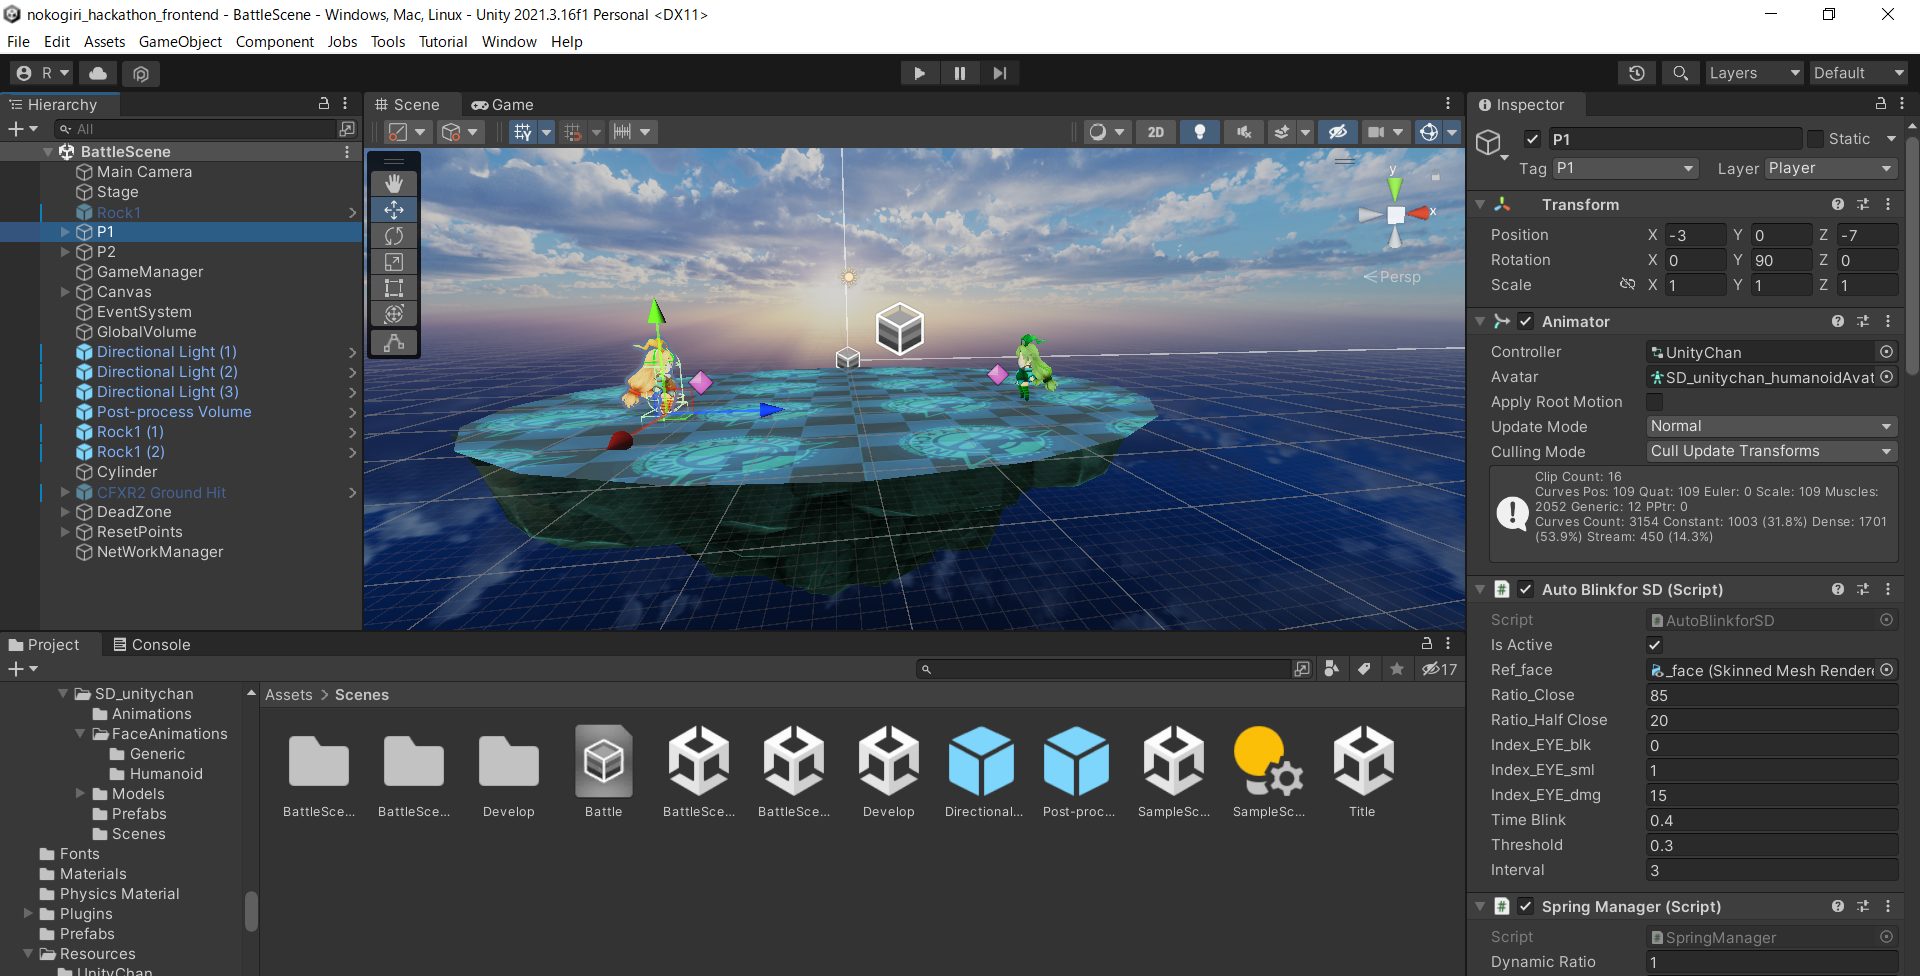 nokogiri_hackathon_frontend - BattleScene - Windows, Mac, Linux - Unity 2021.3.16f1 Personal <DX11>
File Edit Assets GameObject Component Jobs Tools Tutorial Window Help
R Layers Default
Hierarchy
All
BattleScene
Main Camera
Stage
Rock1
P1
P2
GameManager
Canvas
EventSystem
GlobalVolume
Directional Light (1)
Directional Light (2)
Directional Light (3)
Post-process Volume
Rock1 (1)
Rock1 (2)
Cylinder
CFXR2 Ground Hit
DeadZone
ResetPoints
NetWorkManager
Scene Game
2D
y
x
Persp
Inspector
P1 Static
Tag P1 Layer Player
Transform
Position X -3 Y 0 Z -7
Rotation X 0 Y 90 Z 0
Scale X 1 Y 1 Z 1
Animator
Controller UnityChan
Avatar SD_unitychan_humanoidAvat
Apply Root Motion
Update Mode Normal
Culling Mode Cull Update Transforms
Clip Count: 16
Curves Pos: 109 Quat: 109 Euler: 0 Scale: 109 Muscles:
2052 Generic: 12 PPtr: 0
Curves Count: 3154 Constant: 1003 (31.8%) Dense: 1701
(53.9%) Stream: 450 (14.3%)
Auto Blinkfor SD (Script)
Script AutoBlinkforSD
Is Active
Ref_face _face (Skinned Mesh Rendere
Ratio_Close 85
Ratio_Half Close 20
Index_EYE_blk 0
Index_EYE_sml 1
Index_EYE_dmg 15
Time Blink 0.4
Threshold 0.3
Interval 3
Spring Manager (Script)
Script SpringManager
Dynamic Ratio 1
Project Console
17
SD_unitychan
Animations
FaceAnimations
Generic
Humanoid
Models
Prefabs
Scenes
Fonts
Materials
Physics Material
Plugins
Prefabs
Resources
UnityChan
Assets > Scenes
BattleSce... BattleSce... Develop Battle BattleSce... BattleSce... Develop Directional... Post-proc... SampleSc... SampleSc... Title